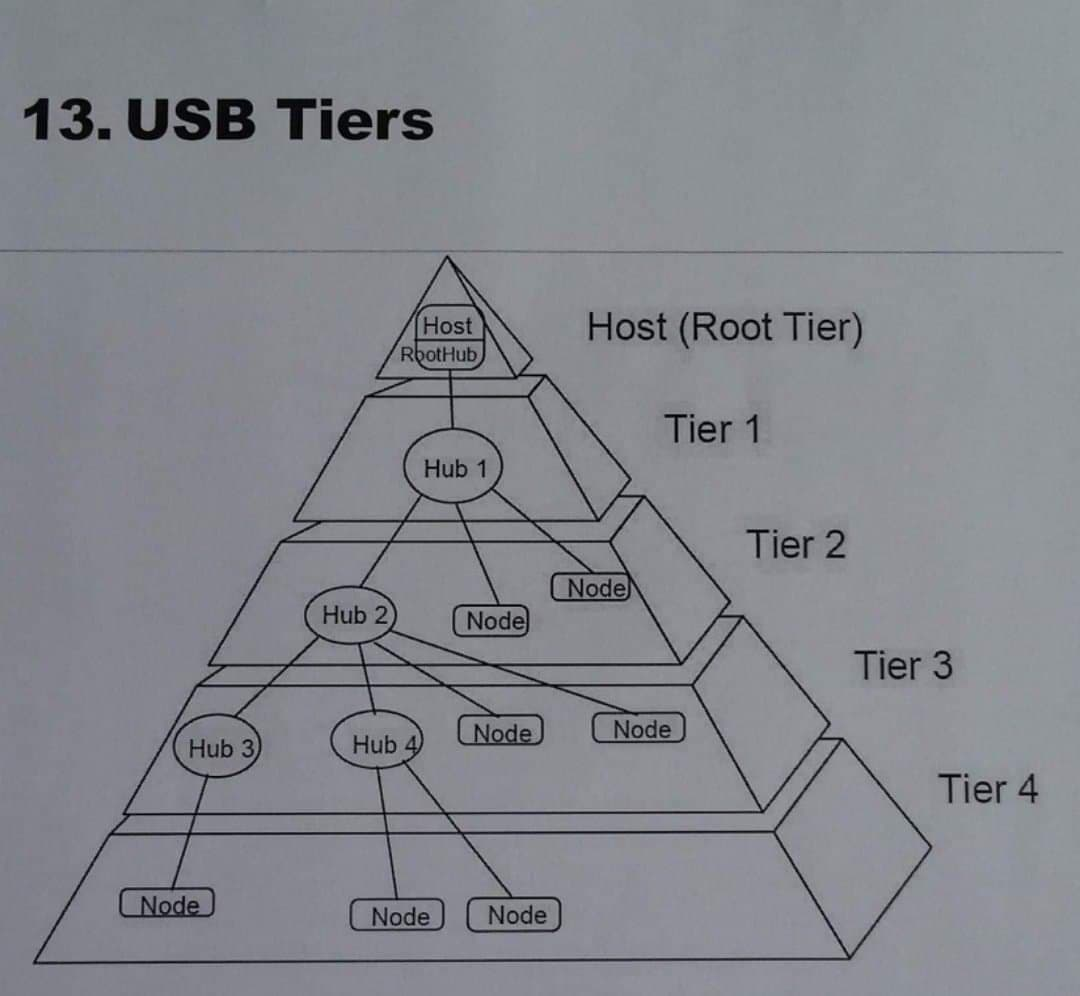 13. USB Tiers
Host
RootHub
Host (Root Tier)
Tier 1
Hub 1
Tier 2
Node
Hub 2
Node
Tier 3
Hub 3
Hub 4
Node
Node
Tier 4
Node
Node
Node